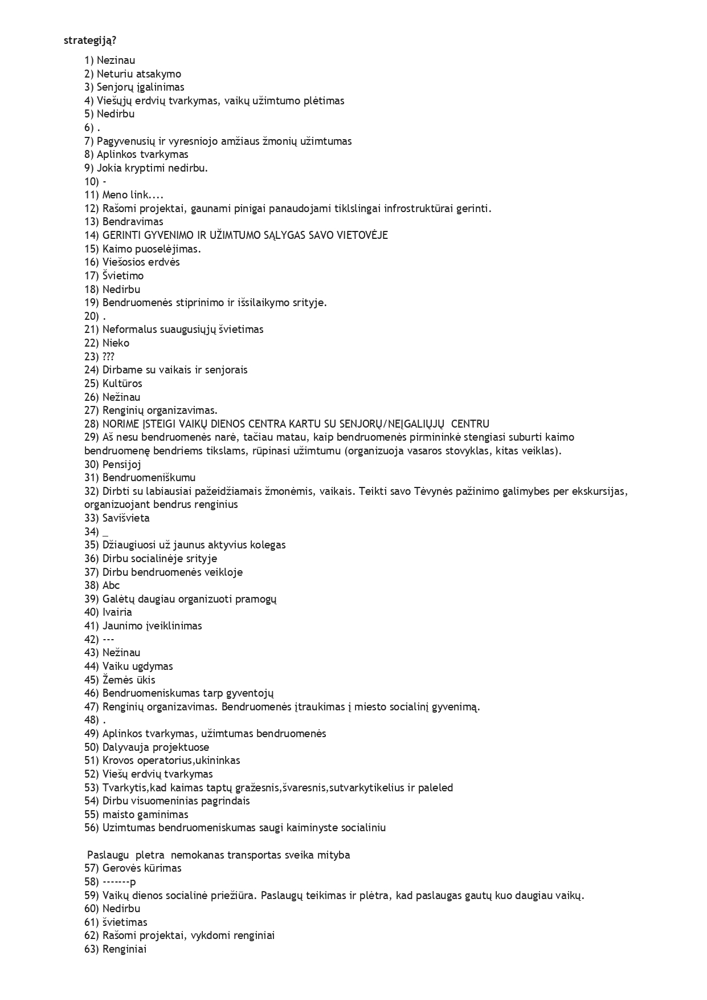 strategiją?
1) Nezinau
2) Neturiu atsakymo
3) Senjorų įgalinimas
4) Viešųjų erdvių tvarkymas, vaikų užimtumo plėtimas
5) Nedirbu
6) .
7) Pagyvenusių ir vyresniojo amžiaus žmonių užimtumas
8) Aplinkos tvarkymas
9) Jokia kryptimi nedirbu.
10) -
11) Meno link....
12) Rašomi projektai, gaunami pinigai panaudojami tiklslingai infrostruktūrai gerinti.
13) Bendravimas
14) GERINTI GYVENIMO IR UŽIMTUMO SĄLYGAS SAVO VIETOVĖJE
15) Kaimo puoselėjimas.
16) Viešosios erdvės
17) Švietimo
18) Nedirbu
19) Bendruomenės stiprinimo ir išsilaikymo srityje.
20) .
21) Neformalus suaugusiųjų švietimas
22) Nieko
23) ???
24) Dirbame su vaikais ir senjorais
25) Kultūros
26) Nežinau
27) Renginių organizavimas.
28) NORIME ĮSTEIGI VAIKŲ DIENOS CENTRA KARTU SU SENJORŲ/NEĮGALIŲJŲ  CENTRU
29) Aš nesu bendruomenės narė, tačiau matau, kaip bendruomenės pirmininkė stengiasi suburti kaimo
bendruomenę bendriems tikslams, rūpinasi užimtumu (organizuoja vasaros stovyklas, kitas veiklas).
30) Pensijoj
31) Bendruomeniškumu
32) Dirbti su labiausiai pažeidžiamais žmonėmis, vaikais. Teikti savo Tėvynės pažinimo galimybes per ekskursijas,
organizuojant bendrus renginius
33) Savišvieta
34) _
35) Džiaugiuosi už jaunus aktyvius kolegas
36) Dirbu socialinėje srityje
37) Dirbu bendruomenės veikloje
38) Abc
39) Galėtų daugiau organizuoti pramogų
40) Ivairia
41) Jaunimo įveiklinimas
42) ---
43) Nežinau
44) Vaiku ugdymas
45) Žemės ūkis
46) Bendruomeniskumas tarp gyventojų
47) Renginių organizavimas. Bendruomenės įtraukimas į miesto socialinį gyvenimą.
48) .
49) Aplinkos tvarkymas, užimtumas bendruomenės
50) Dalyvauja projektuose
51) Krovos operatorius,ukininkas
52) Viešų erdvių tvarkymas
53) Tvarkytis,kad kaimas taptų gražesnis,švaresnis,sutvarkytikelius ir paleled
54) Dirbu visuomeninias pagrindais
55) maisto gaminimas
56) Uzimtumas bendruomeniskumas saugi kaiminyste socialiniu
Paslaugu  pletra  nemokanas transportas sveika mityba
57) Gerovės kūrimas
58) -------p
59) Vaikų dienos socialinė priežiūra. Paslaugų teikimas ir plėtra, kad paslaugas gautų kuo daugiau vaikų.
60) Nedirbu
61) švietimas
62) Rašomi projektai, vykdomi renginiai
63) Renginiai